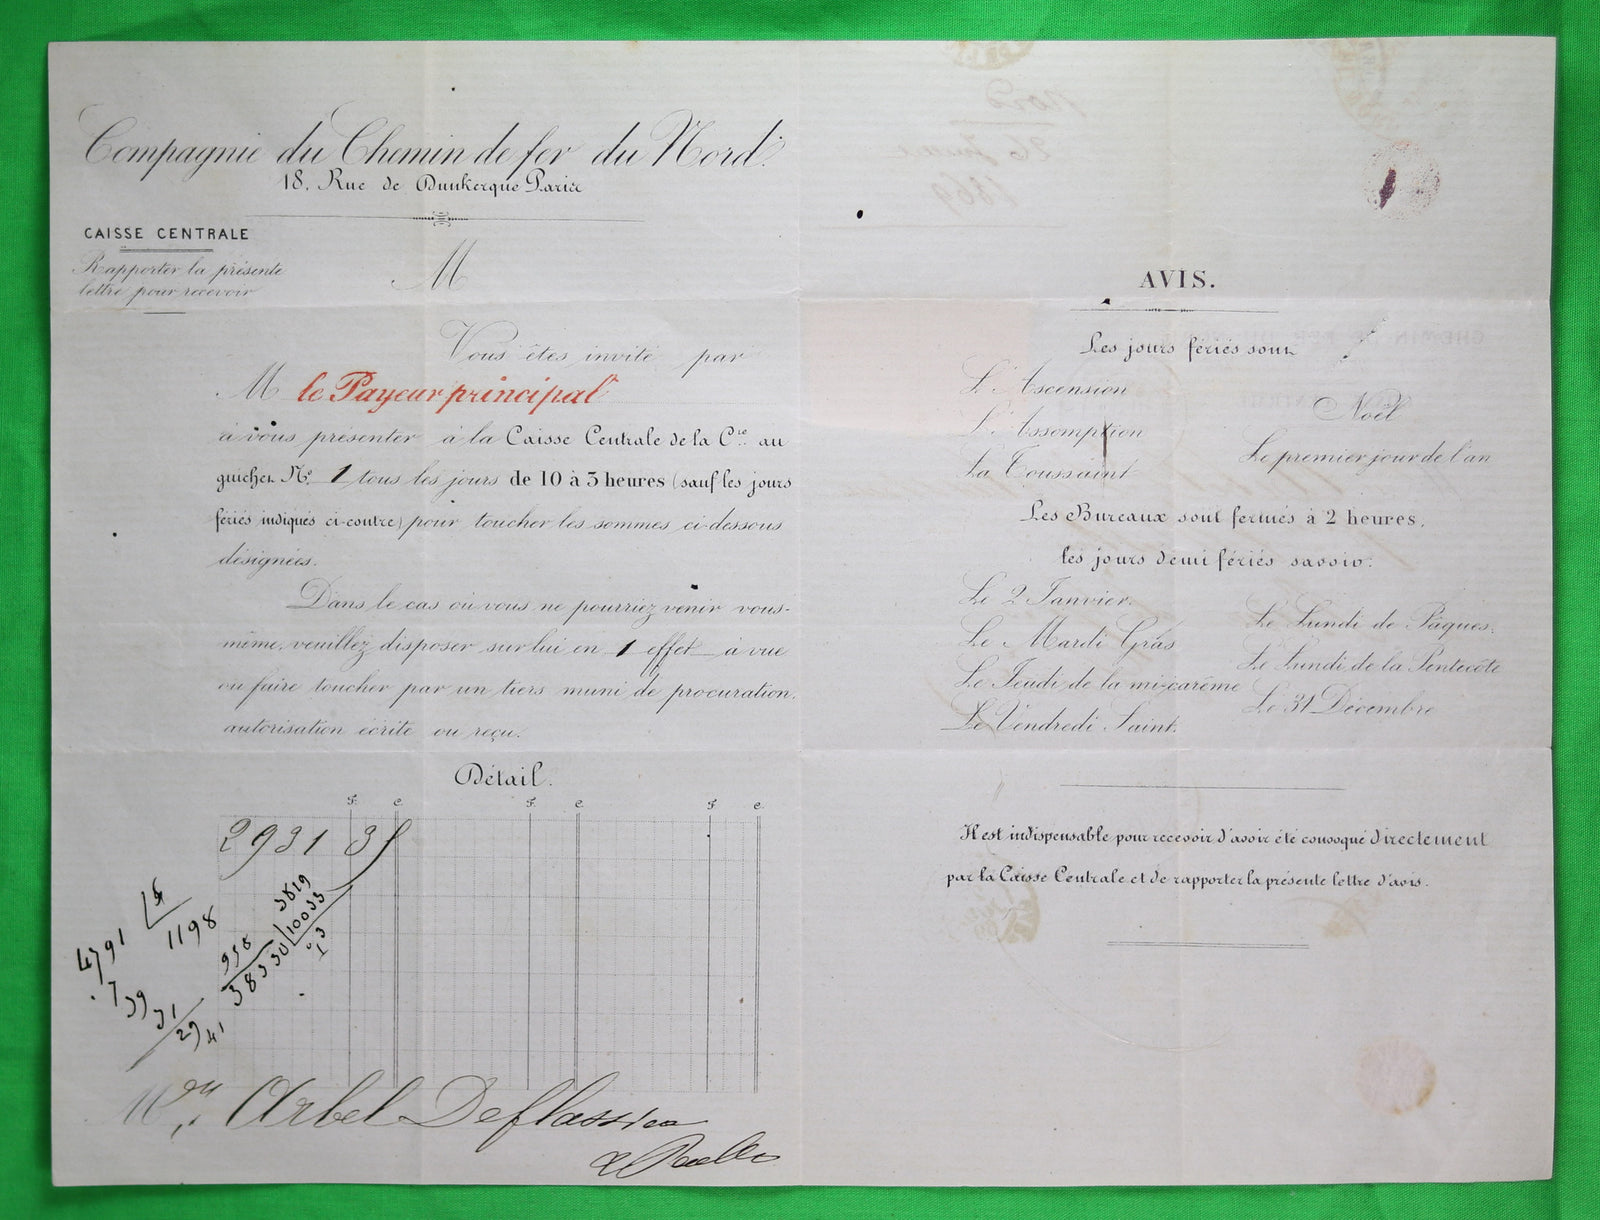 Compagnie du Chemin de fer du Nord.
18, Rue de Dunkerque Paris
CAISSE CENTRALE
Rapporter la présente
lettre pour recevoir
M
Vous êtes invité par
M le Payeur principal
à vous présenter à la Caisse Centrale de la Cie. au
guichet No. 1 tous les jours de 10 à 3 heures (sauf les jours
fériés indiqués ci-contre) pour toucher les sommes ci-dessous
désignées.
Dans le cas où vous ne pourriez venir vous-
même, veuillez disposer sur lui en 1 effet à vue
ou faire toucher par un tiers muni de procuration,
autorisation écrite ou reçu.
Détail.
F. C. F. C. F. C.
2931 35
1198
4791
Arbel Deflassieu
AVIS.
Les jours fériés sont
L'Ascension
L'Assomption
La Toussaint
Noël
Le premier jour de l'an
Les Bureaux sont fermés à 2 heures,
les jours demi fériés savoir:
Le 2 Janvier.
Le Mardi Gras
Le Jeudi de la mi-carême
Le Vendredi Saint.
Le Lundi de Pâques.
Le Lundi de la Pentecôte
Le 31 Décembre
Il est indispensable pour recevoir d'avoir été convoqué directement
par la Caisse Centrale et de rapporter la présente lettre d'avis.